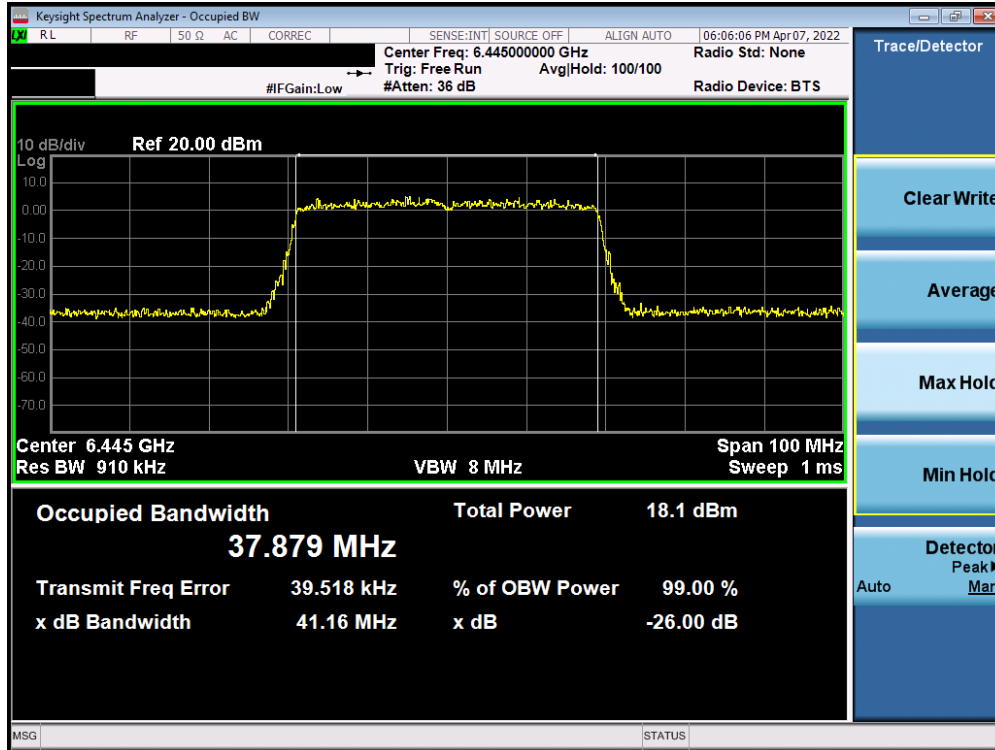 Keysight Spectrum Analyzer - Occupied BW
LXI RL RF 50 Ω AC CORREC SENSE:INT SOURCE OFF ALIGN AUTO 06:06:06 PM Apr 07, 2022
Center Freq: 6.445000000 GHz Radio Std: None
Trig: Free Run Avg|Hold: 100/100
#IFGain:Low #Atten: 36 dB Radio Device: BTS
10 dB/div Ref 20.00 dBm
Log
10.0
0.00
-10.0
-20.0
-30.0
-40.0
-50.0
-60.0
-70.0
Center 6.445 GHz Span 100 MHz
Res BW 910 kHz VBW 8 MHz Sweep 1 ms
Occupied Bandwidth Total Power 18.1 dBm
37.879 MHz
Transmit Freq Error 39.518 kHz % of OBW Power 99.00 %
x dB Bandwidth 41.16 MHz x dB -26.00 dB
MSG STATUS
Trace/Detector
Clear Write
Average
Max Hold
Min Hold
Detector
Peak
Auto Man